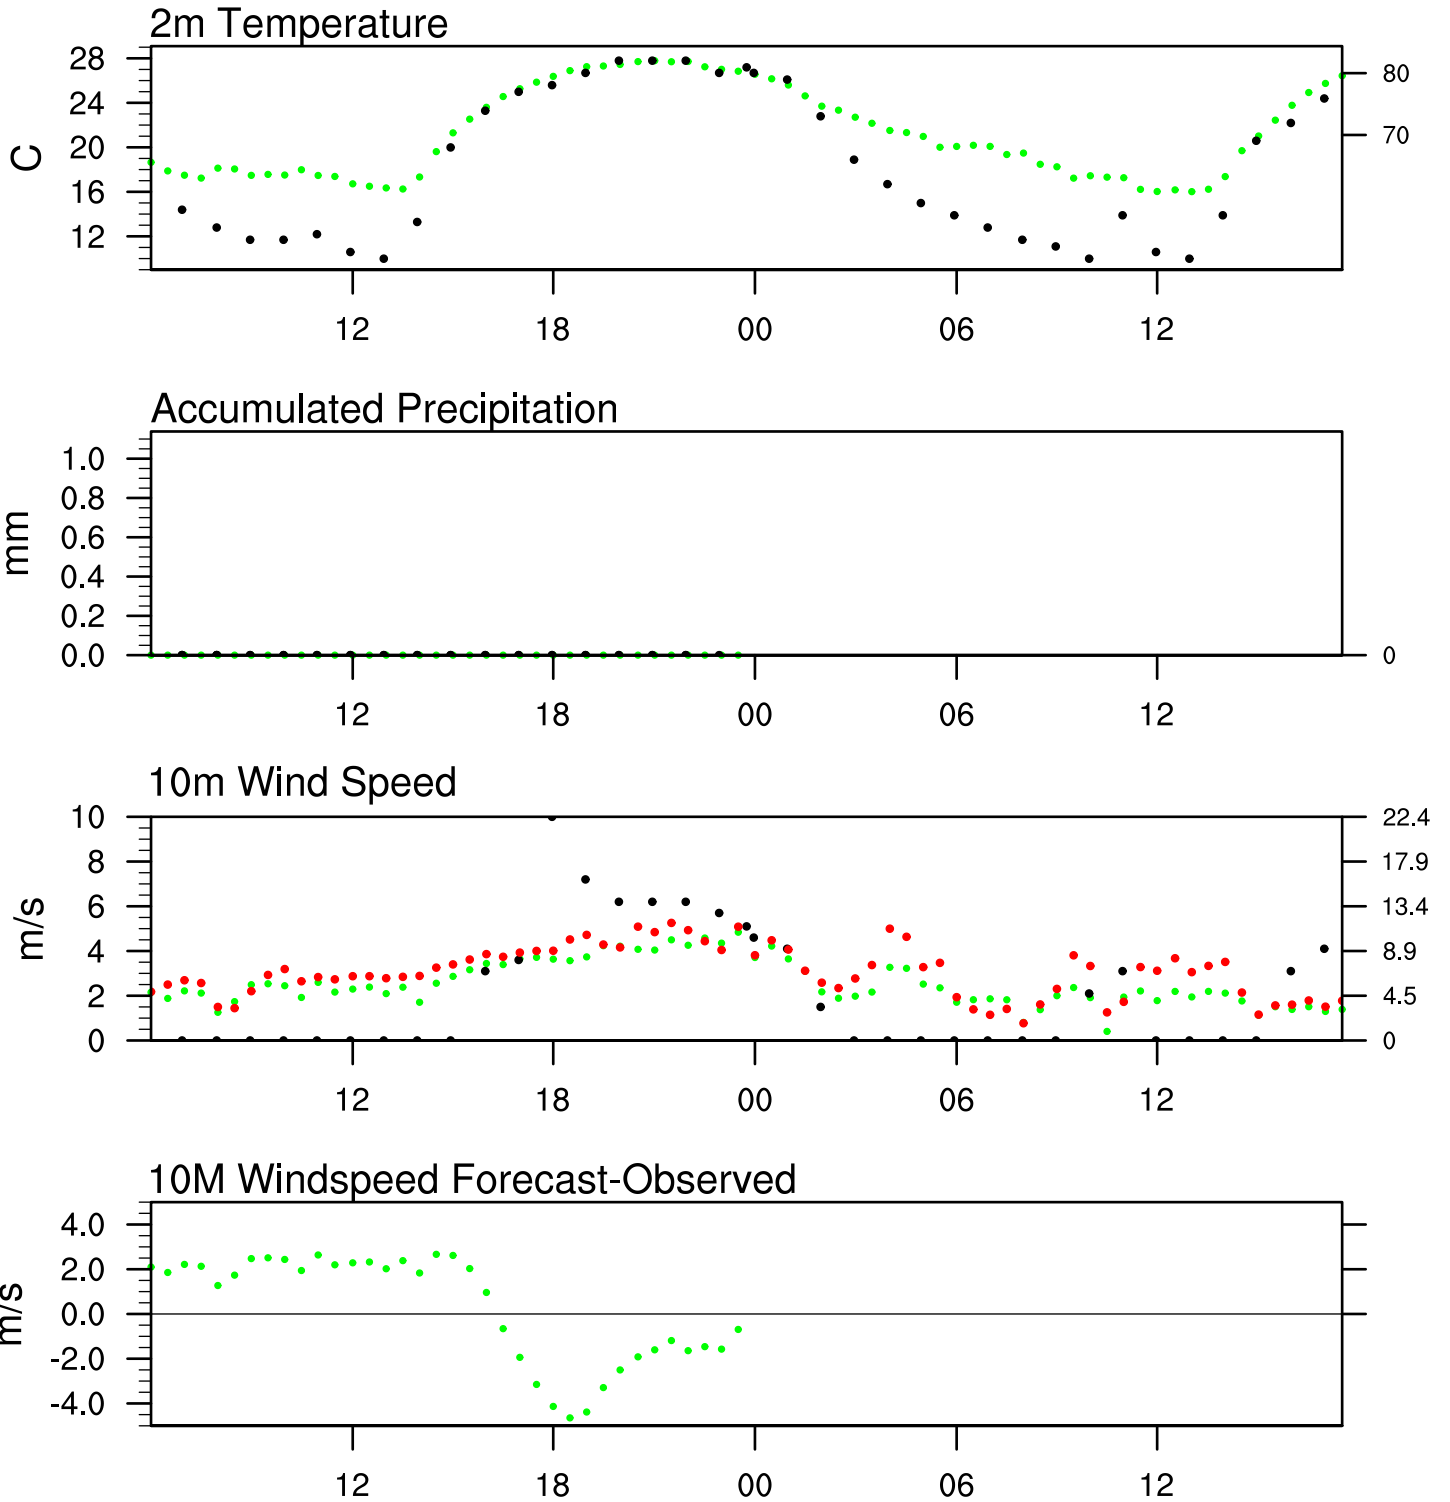 2m Temperature
28
24
20
16
12
C
80
70
12 18 00 06 12
Accumulated Precipitation
1.0
0.8
0.6
0.4
0.2
0.0
mm
0
12 18 00 06 12
10m Wind Speed
10
8
6
4
2
0
m/s
22.4
17.9
13.4
8.9
4.5
0
12 18 00 06 12
10M Windspeed Forecast-Observed
4.0
2.0
0.0
-2.0
-4.0
m/s
12 18 00 06 12